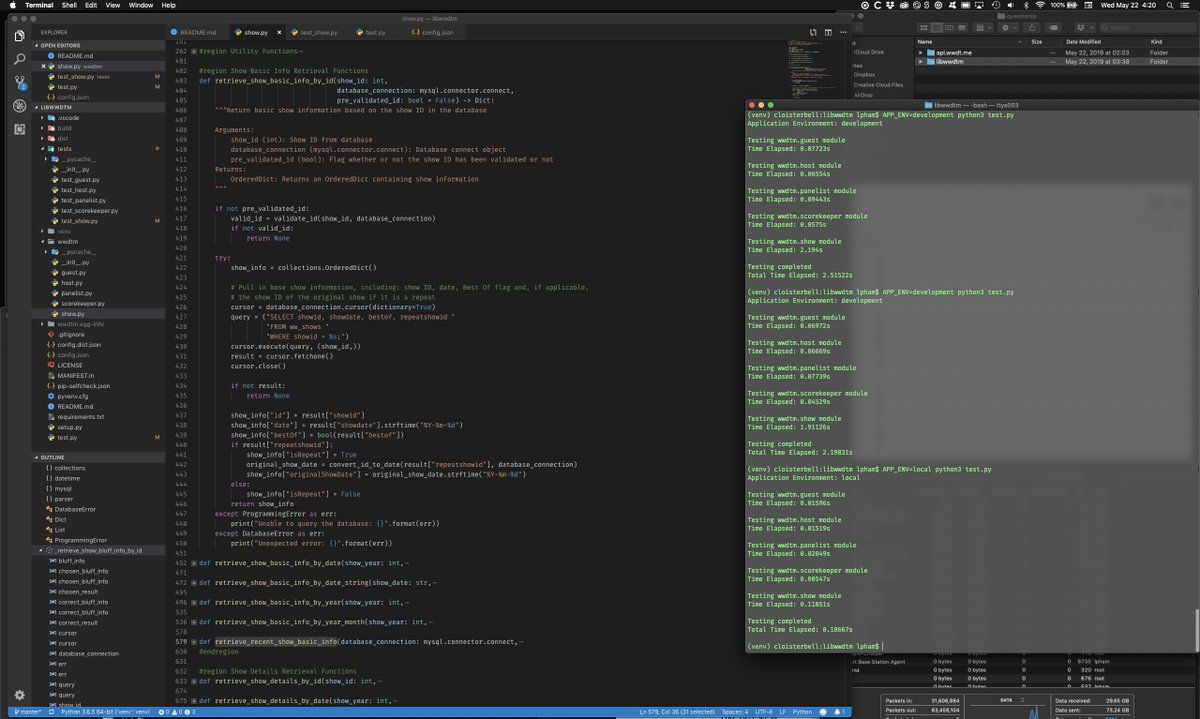 Terminal Shell Edit View Window Help
100% Wed May 22 4:20
show.py — libwwdtm
EXPLORER
OPEN EDITORS
README.md
show.py wwdtm
test_show.py tests M
test.py M
config.json
LIBWWDTM
.vscode
build
dist
tests
__pycache__
__init__.py
test_guest.py
test_host.py
test_panelist.py
test_scorekeeper.py
test_show.py M
venv
wwdtm
__pycache__
__init__.py
guest.py
host.py
panelist.py
scorekeeper.py
show.py
wwdtm.egg-info
.gitignore
config.dist.json
config.json
LICENSE
MANIFEST.in
pip-selfcheck.json
pyvenv.cfg
README.md
requirements.txt
setup.py
test.py M
OUTLINE
collections
datetime
mysql
parser
DatabaseError
Dict
List
ProgrammingError
_retrieve_show_bluff_info_by_id
bluff_info
chosen_bluff_info
chosen_bluff_info
chosen_result
correct_bluff_info
correct_bluff_info
correct_result
cursor
cursor
database_connection
err
err
query
query
show_id
master* Python 3.6.5 64-bit ('venv': venv) 0 0 3
README.md show.py test_show.py test.py config.json
262 #region Utility Functions
481
402 #region Show Basic Info Retrieval Functions
403 def retrieve_show_basic_info_by_id(show_id: int,
404 database_connection: mysql.connector.connect,
405 pre_validated_id: bool = False) -> Dict:
406 """Return basic show information based on the show ID in the database
407
408 Arguments:
409 show_id (int): Show ID from database
410 database_connection (mysql.connector.connect): Database connect object
411 pre_validated_id (bool): Flag whether or not the show ID has been validated or not
412 Returns:
413 OrderedDict: Returns an OrderedDict containing show information
414 """
415
416 if not pre_validated_id:
417 valid_id = validate_id(show_id, database_connection)
418 if not valid_id:
419 return None
420
421 try:
422 show_info = collections.OrderedDict()
423
424 # Pull in base show information, including: show ID, date, Best Of flag and, if applicable,
425 # the show ID of the original show if it is a repeat
426 cursor = database_connection.cursor(dictionary=True)
427 query = ("SELECT showid, showdate, bestof, repeatshowid "
428 "FROM ww_shows "
429 "WHERE showid = %s;")
430 cursor.execute(query, (show_id,))
431 result = cursor.fetchone()
432 cursor.close()
433
434 if not result:
435 return None
436
437 show_info["id"] = result["showid"]
438 show_info["date"] = result["showdate"].strftime("%Y-%m-%d")
439 show_info["bestOf"] = bool(result["bestof"])
440 if result["repeatshowid"]:
441 show_info["isRepeat"] = True
442 original_show_date = convert_id_to_date(result["repeatshowid"], database_connection)
443 show_info["originalShowDate"] = original_show_date.strftime("%Y-%m-%d")
444 else:
445 show_info["isRepeat"] = False
446 return show_info
447 except ProgrammingError as err:
448 print("Unable to query the database: {}".format(err))
449 except DatabaseError as err:
450 print("Unexpected error: {}".format(err))
451
452 def retrieve_show_basic_info_by_date(show_year: int,
471
472 def retrieve_show_basic_info_by_date_string(show_date: str,
495
496 def retrieve_show_basic_info_by_year(show_year: int,
535
536 def retrieve_show_basic_info_by_year_month(show_year: int,
578
579 def retrieve_recent_show_basic_info(database_connection: mysql.connector.connect,
631 #endregion
632
633 #region Show Details Retrieval Functions
634 def retrieve_show_details_by_id(show_id: int,
674
675 def retrieve_show_details_by_date(show_year: int,
Ln 579, Col 36 (31 selected) Spaces: 4 UTF-8 LF Python 1
questionlp
Search
iCloud Drive
Dropbox
Creative Cloud Files
AirDrop
Name Size Date Modified Kind
api.wwdt.me -- May 22, 2019 at 02:03 Folder
libwwdtm -- May 22, 2019 at 03:38 Folder
libwwdtm — -bash — ttys003
(venv) cloisterbell:libwwdtm lpham$ APP_ENV=development python3 test.py
Application Environment: development
Testing wwdtm.guest module
Time Elapsed: 0.07723s
Testing wwdtm.host module
Time Elapsed: 0.06554s
Testing wwdtm.panelist module
Time Elapsed: 0.09443s
Testing wwdtm.scorekeeper module
Time Elapsed: 0.0575s
Testing wwdtm.show module
Time Elapsed: 2.194s
Testing completed
Total Time Elapsed: 2.51522s
(venv) cloisterbell:libwwdtm lpham$ APP_ENV=development python3 test.py
Application Environment: development
Testing wwdtm.guest module
Time Elapsed: 0.06972s
Testing wwdtm.host module
Time Elapsed: 0.06669s
Testing wwdtm.panelist module
Time Elapsed: 0.07739s
Testing wwdtm.scorekeeper module
Time Elapsed: 0.04529s
Testing wwdtm.show module
Time Elapsed: 1.91126s
Testing completed
Total Time Elapsed: 2.19831s
(venv) cloisterbell:libwwdtm lpham$ APP_ENV=local python3 test.py
Application Environment: local
Testing wwdtm.guest module
Time Elapsed: 0.01596s
Testing wwdtm.host module
Time Elapsed: 0.01519s
Testing wwdtm.panelist module
Time Elapsed: 0.02849s
Testing wwdtm.scorekeeper module
Time Elapsed: 0.00547s
Testing wwdtm.show module
Time Elapsed: 0.11851s
Testing completed
Total Time Elapsed: 0.18667s
(venv) cloisterbell:libwwdtm lpham$
Base Station Agent 0 bytes 0 bytes 0 0 6735 lpham
0 bytes 0 bytes 0 0 320 root
0 bytes 0 bytes 0 0 676 root
Packets in: 31,606,984 DATA Data received: 29.65 GB
Packets out: 63,458,104 Data sent: 73.24 GB